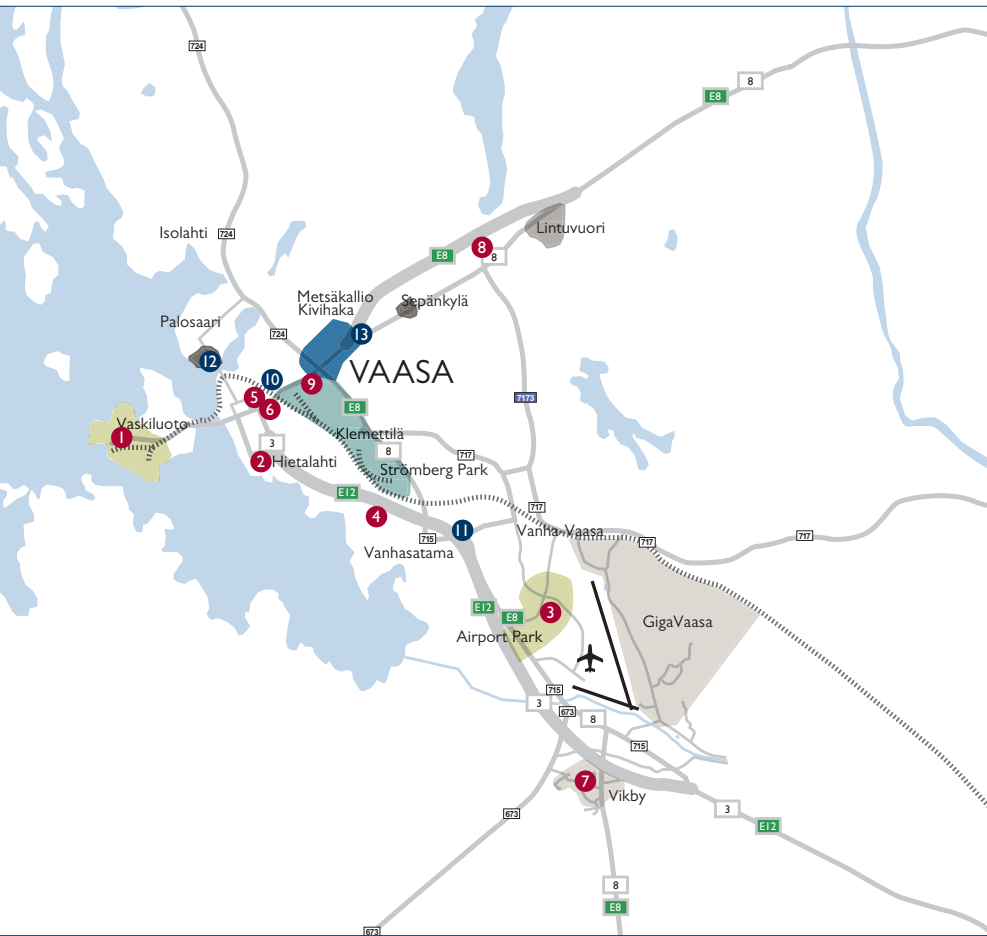 724
8
E8
Isolahti
724
Lintuvuori
8
E8
8
Metsäkallio
Kivihaka
Sepänkylä
Palosaari
724
13
12
VAASA
10
9
5
6
E8
7173
Vaskiluoto
1
Klemettilä
3
8
717
2
Hietalahti
Strömberg Park
E12
4
717
11
Vanha-Vaasa
717
717
715
Vanhasatama
E12
E8
3
GigaVaasa
Airport Park
715
3
673
8
715
7
Vikby
3
673
E12
8
E8
673